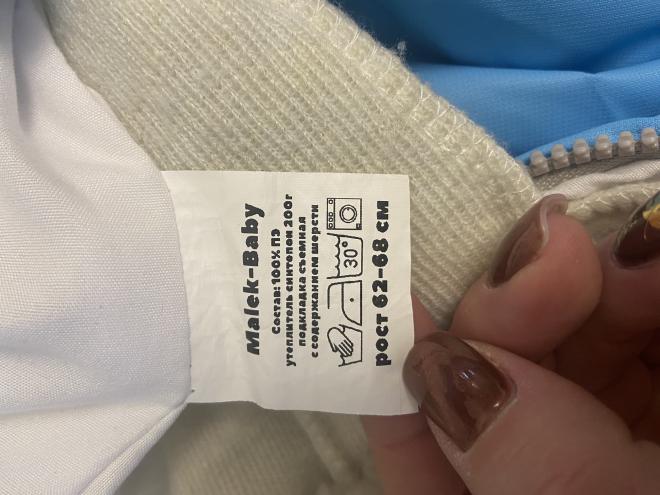 Malek-Baby
Состав: 100% ПЭ
утеплитель синтепон 200г
подкладка съемная
с содержанием шерсти
30°
рост 62-68 см